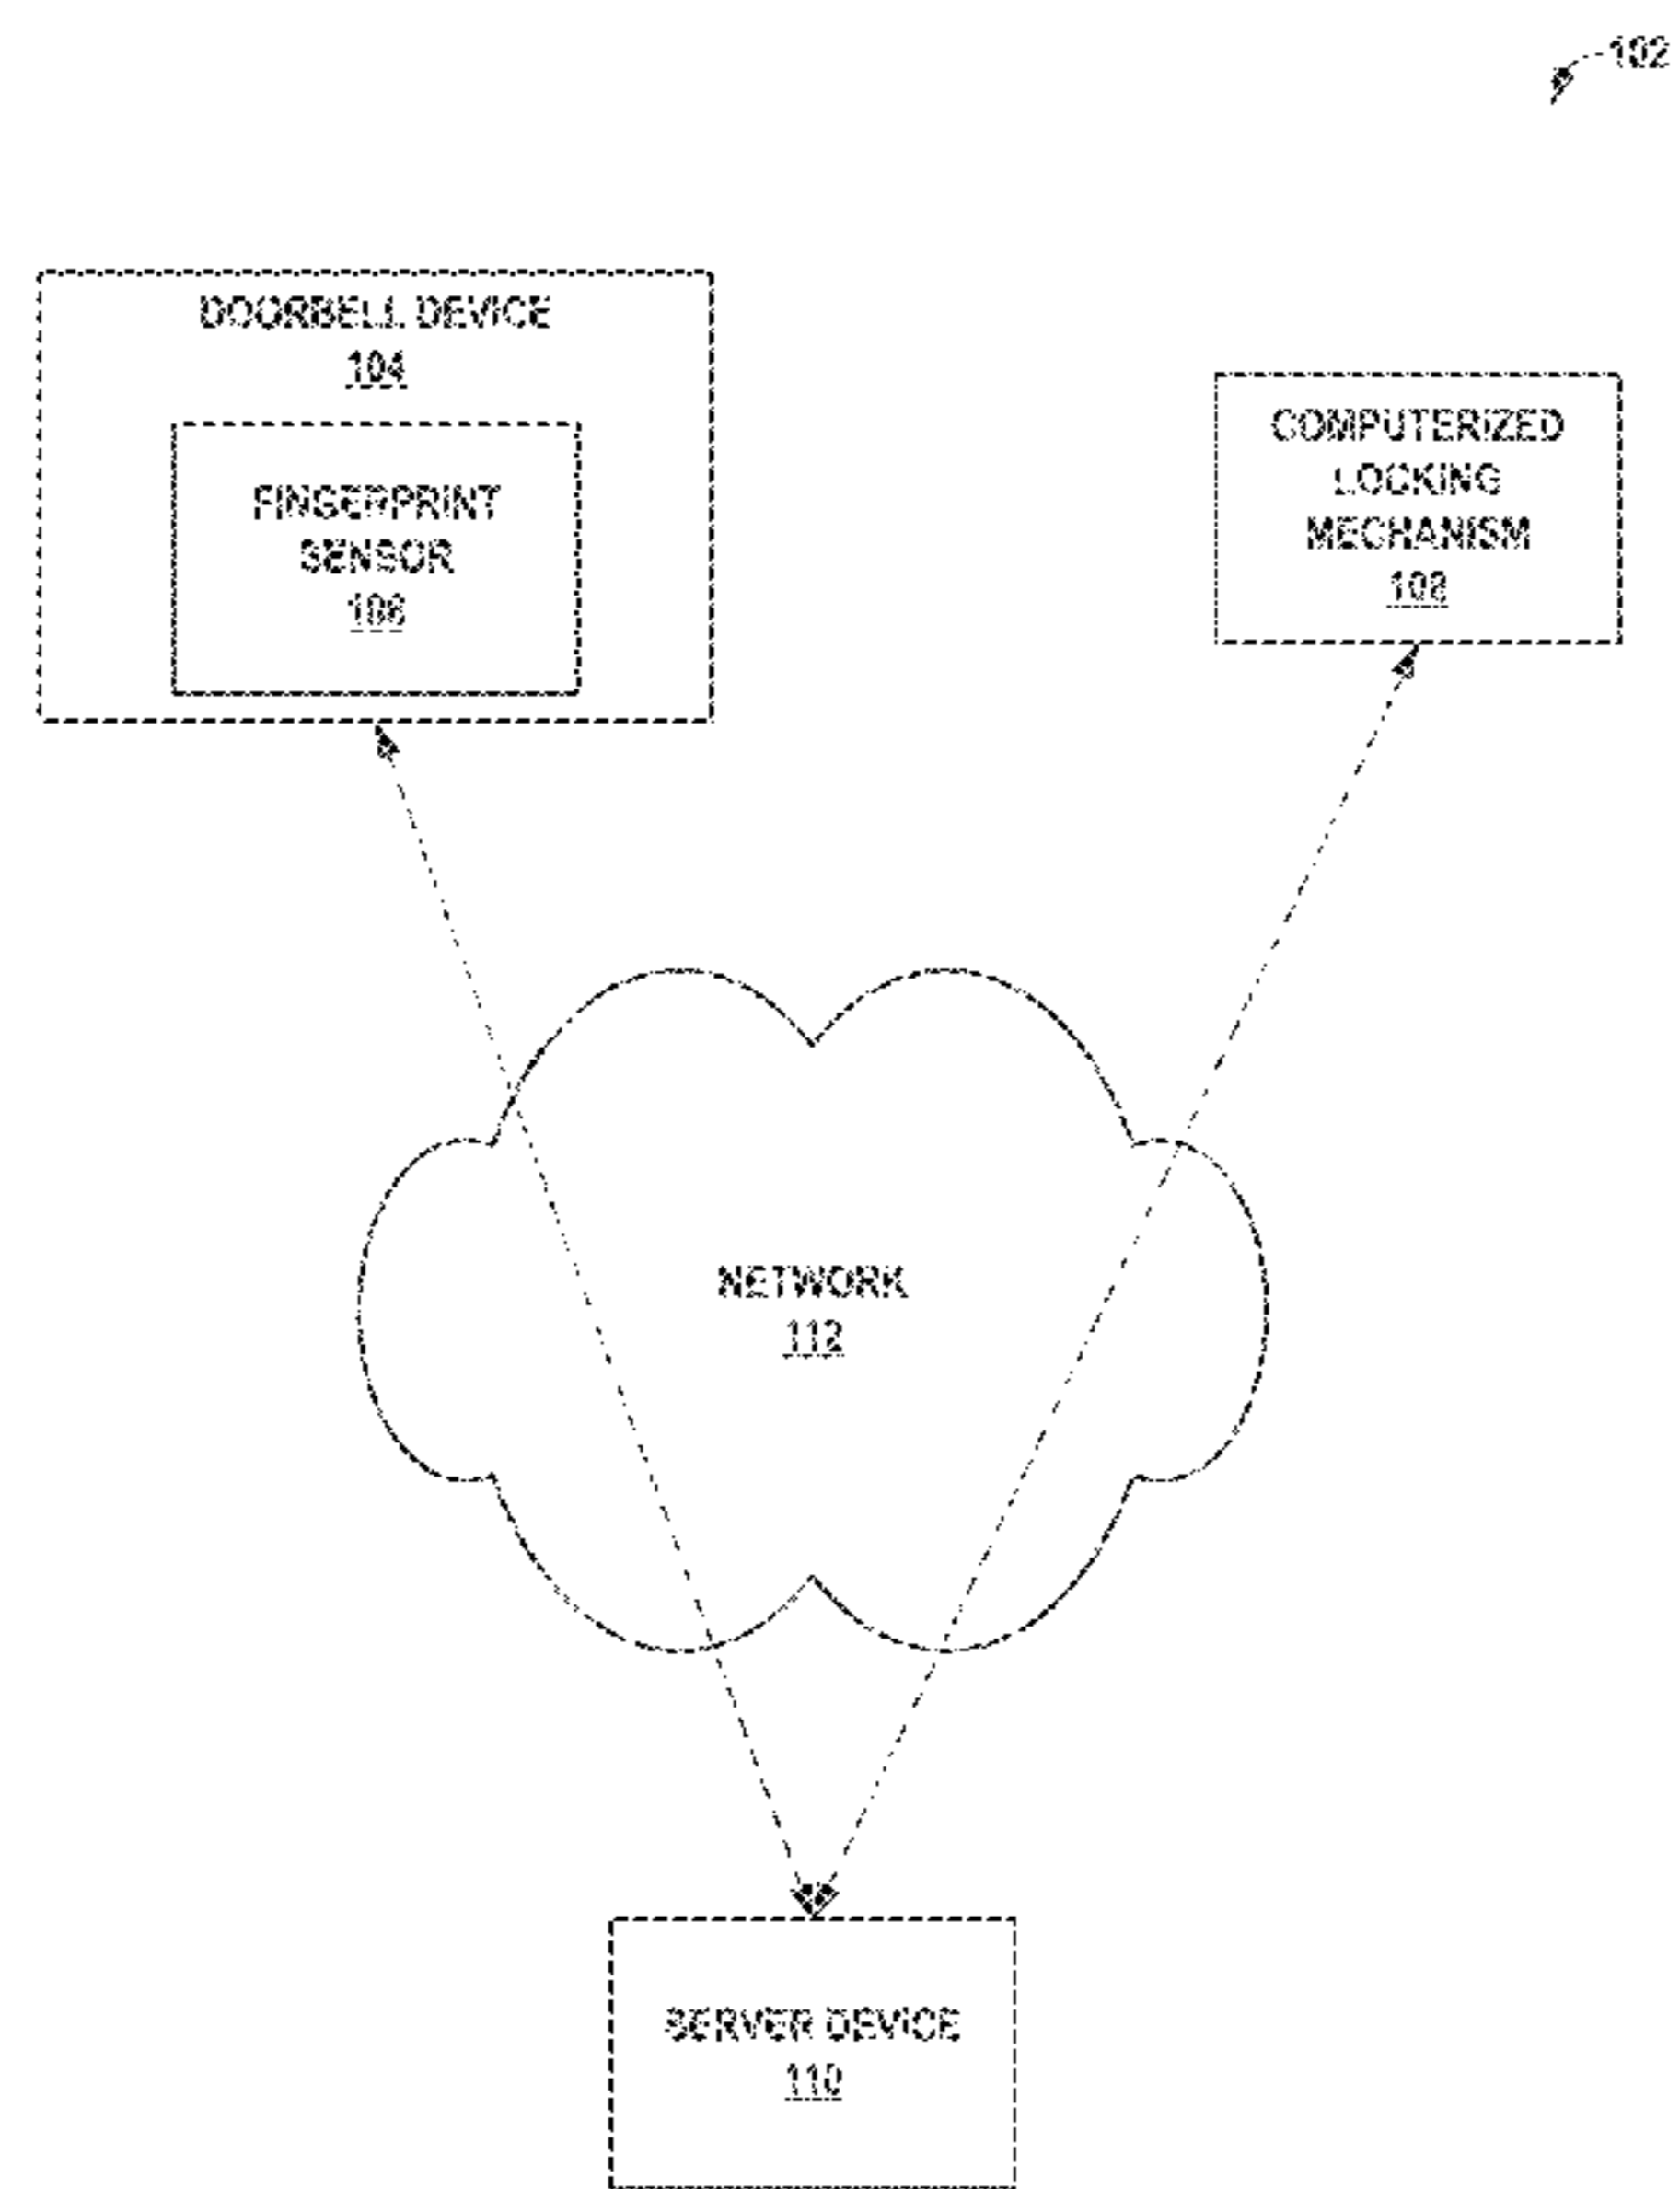 102
DOORBELL DEVICE
104
FINGERPRINT
SENSOR
106
COMPUTERIZED
LOCKING
MECHANISM
108
NETWORK
112
SERVER DEVICE
110